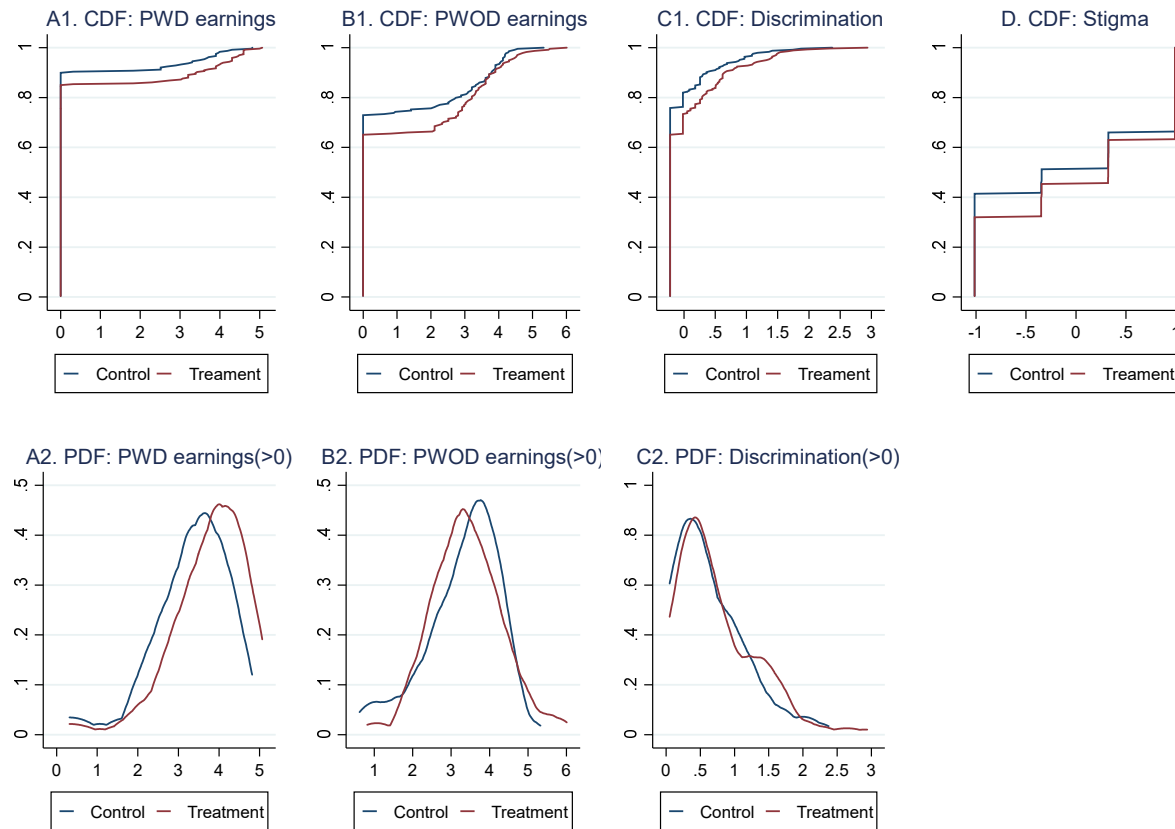 A1. CDF: PWD earnings
1
.8
.6
.4
.2
0
0 1 2 3 4 5
Control Treament
B1. CDF: PWOD earnings
1
.8
.6
.4
.2
0
0 1 2 3 4 5 6
Control Treament
C1. CDF: Discrimination
1
.8
.6
.4
.2
0
0 .5 1 1.5 2 2.5 3
Control Treament
D. CDF: Stigma
1
.8
.6
.4
.2
0
-1 -.5 0 .5 1
Control Treament
A2. PDF: PWD earnings(>0)
.5
.4
.3
.2
.1
0
0 1 2 3 4 5
Control Treatment
B2. PDF: PWOD earnings(>0)
.5
.4
.3
.2
.1
0
1 2 3 4 5 6
Control Treatment
C2. PDF: Discrimination(>0)
1
.8
.6
.4
.2
0
0 .5 1 1.5 2 2.5 3
Control Treatment